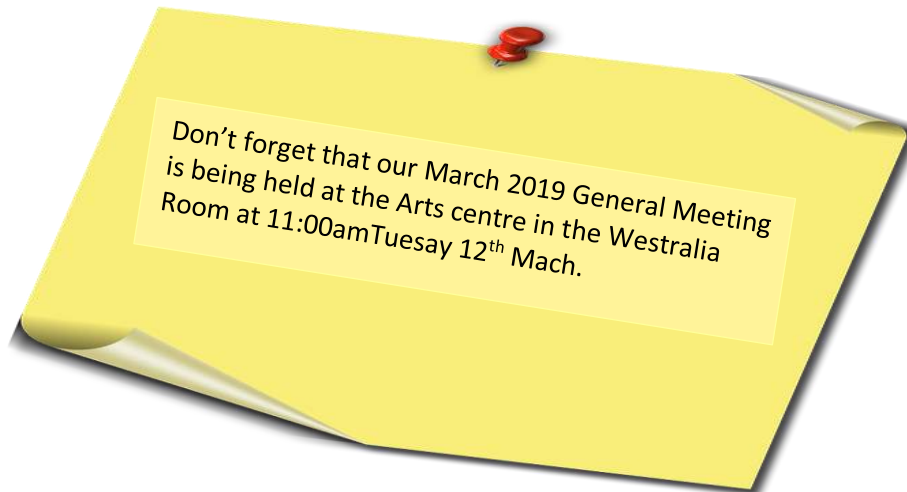 Don’t forget that our March 2019 General Meeting
is being held at the Arts centre in the Westralia
Room at 11:00amTuesay 12th Mach.